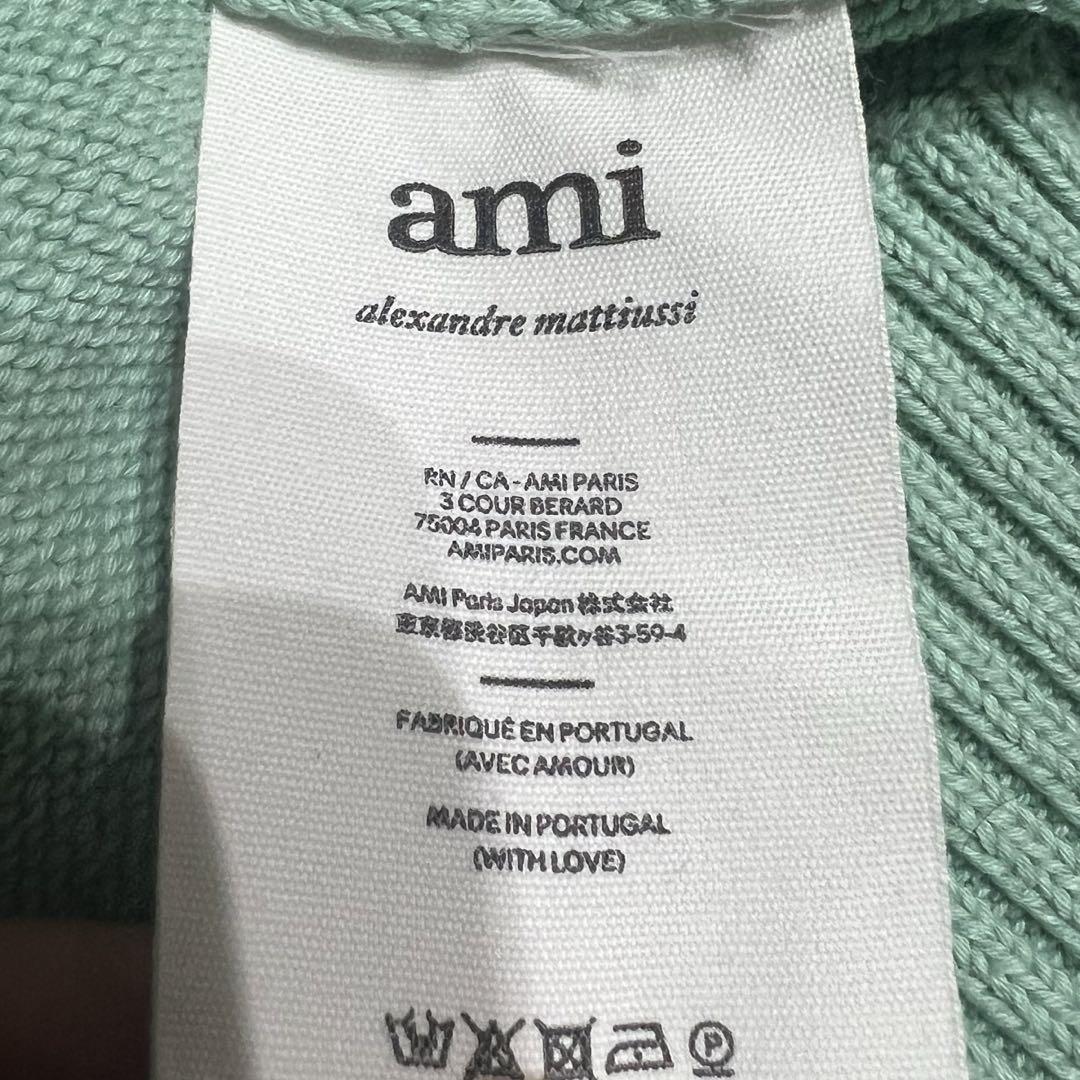 ami
alexandre mattiussi
RN / CA - AMI PARIS
3 COUR BERARD
75004 PARIS FRANCE
AMIPARIS.COM
AMI Paris Japan 株式会社
東京都渋谷区千駄ヶ谷3-59-4
FABRIQUÉ EN PORTUGAL
(AVEC AMOUR)
MADE IN PORTUGAL
(WITH LOVE)
P